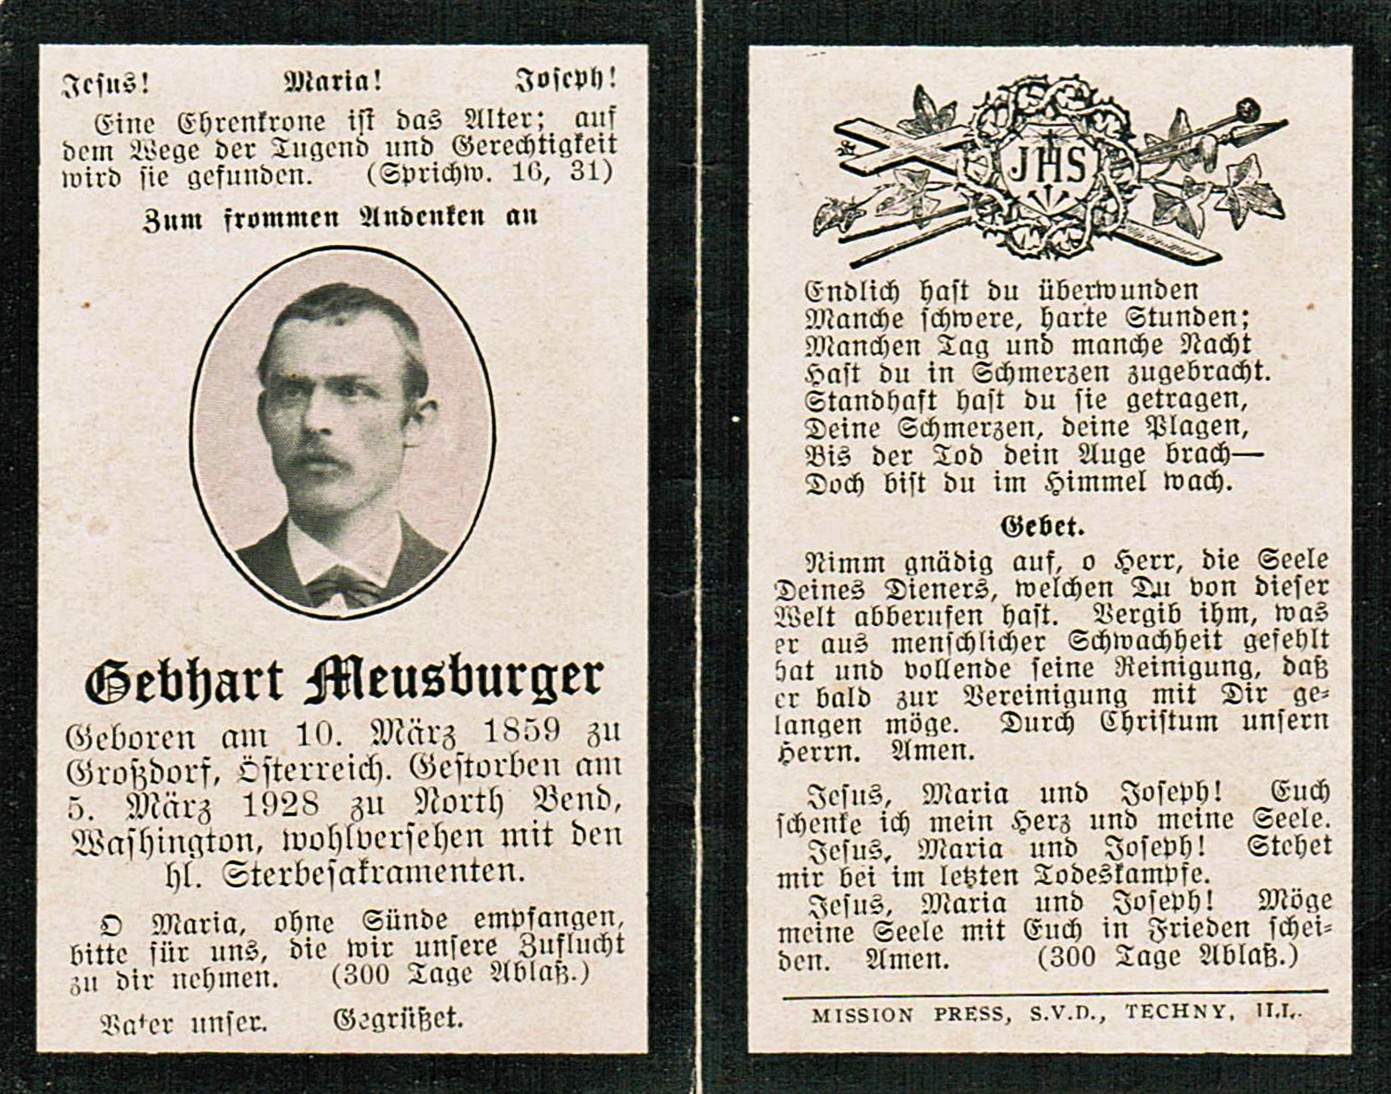 Jesus! Maria! Joseph!
Eine Ehrenkrone ist das Alter; auf
dem Wege der Tugend und Gerechtigkeit
wird sie gefunden. (Sprichw. 16, 31)
Zum frommen Andenken an
Gebhart Meusburger
Geboren am 10. März 1859 zu
Großdorf, Österreich. Gestorben am
5. März 1928 zu North Bend,
Washington, wohlversehen mit den
hl. Sterbesakramenten.
O Maria, ohne Sünde empfangen,
bitte für uns, die wir unsere Zuflucht
zu dir nehmen. (300 Tage Ablaß.)
Vater unser. Gegrüßet.
JHS
Endlich hast du überwunden
Manche schwere, harte Stunden;
Manchen Tag und manche Nacht
Hast du in Schmerzen zugebracht.
Standhaft hast du sie getragen,
Deine Schmerzen, deine Plagen,
Bis der Tod dein Auge brach—
Doch bist du im Himmel wach.
Gebet.
Nimm gnädig auf, o Herr, die Seele
Deines Dieners, welchen Du von dieser
Welt abberufen hast. Vergib ihm, was
er aus menschlicher Schwachheit gefehlt
hat und vollende seine Reinigung, daß
er bald zur Vereinigung mit Dir ge-
langen möge. Durch Christum unsern
Herrn. Amen.
Jesus, Maria und Joseph! Euch
schenke ich mein Herz und meine Seele.
Jesus, Maria und Joseph! Stehet
mir bei im letzten Todeskampfe.
Jesus, Maria und Joseph! Möge
meine Seele mit Euch in Frieden schei-
den. Amen. (300 Tage Ablaß.)
MISSION PRESS, S.V.D., TECHNY, ILL.